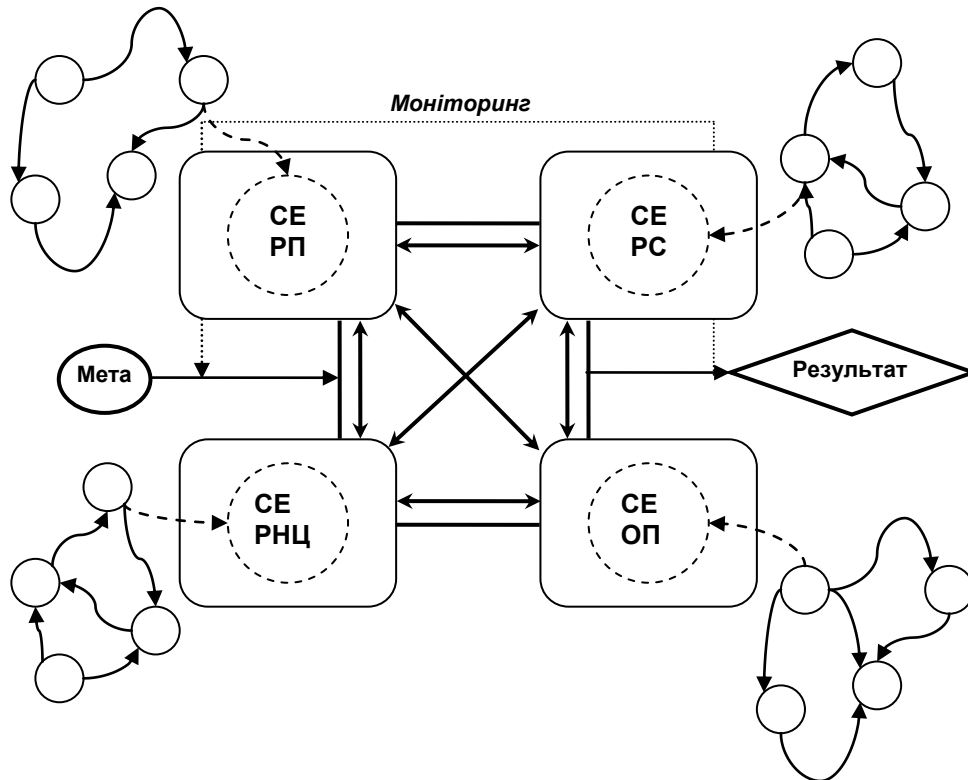 Моніторинг
СЕ
РП
СЕ
РС
Мета
Результат
СЕ
РНЦ
СЕ
ОП